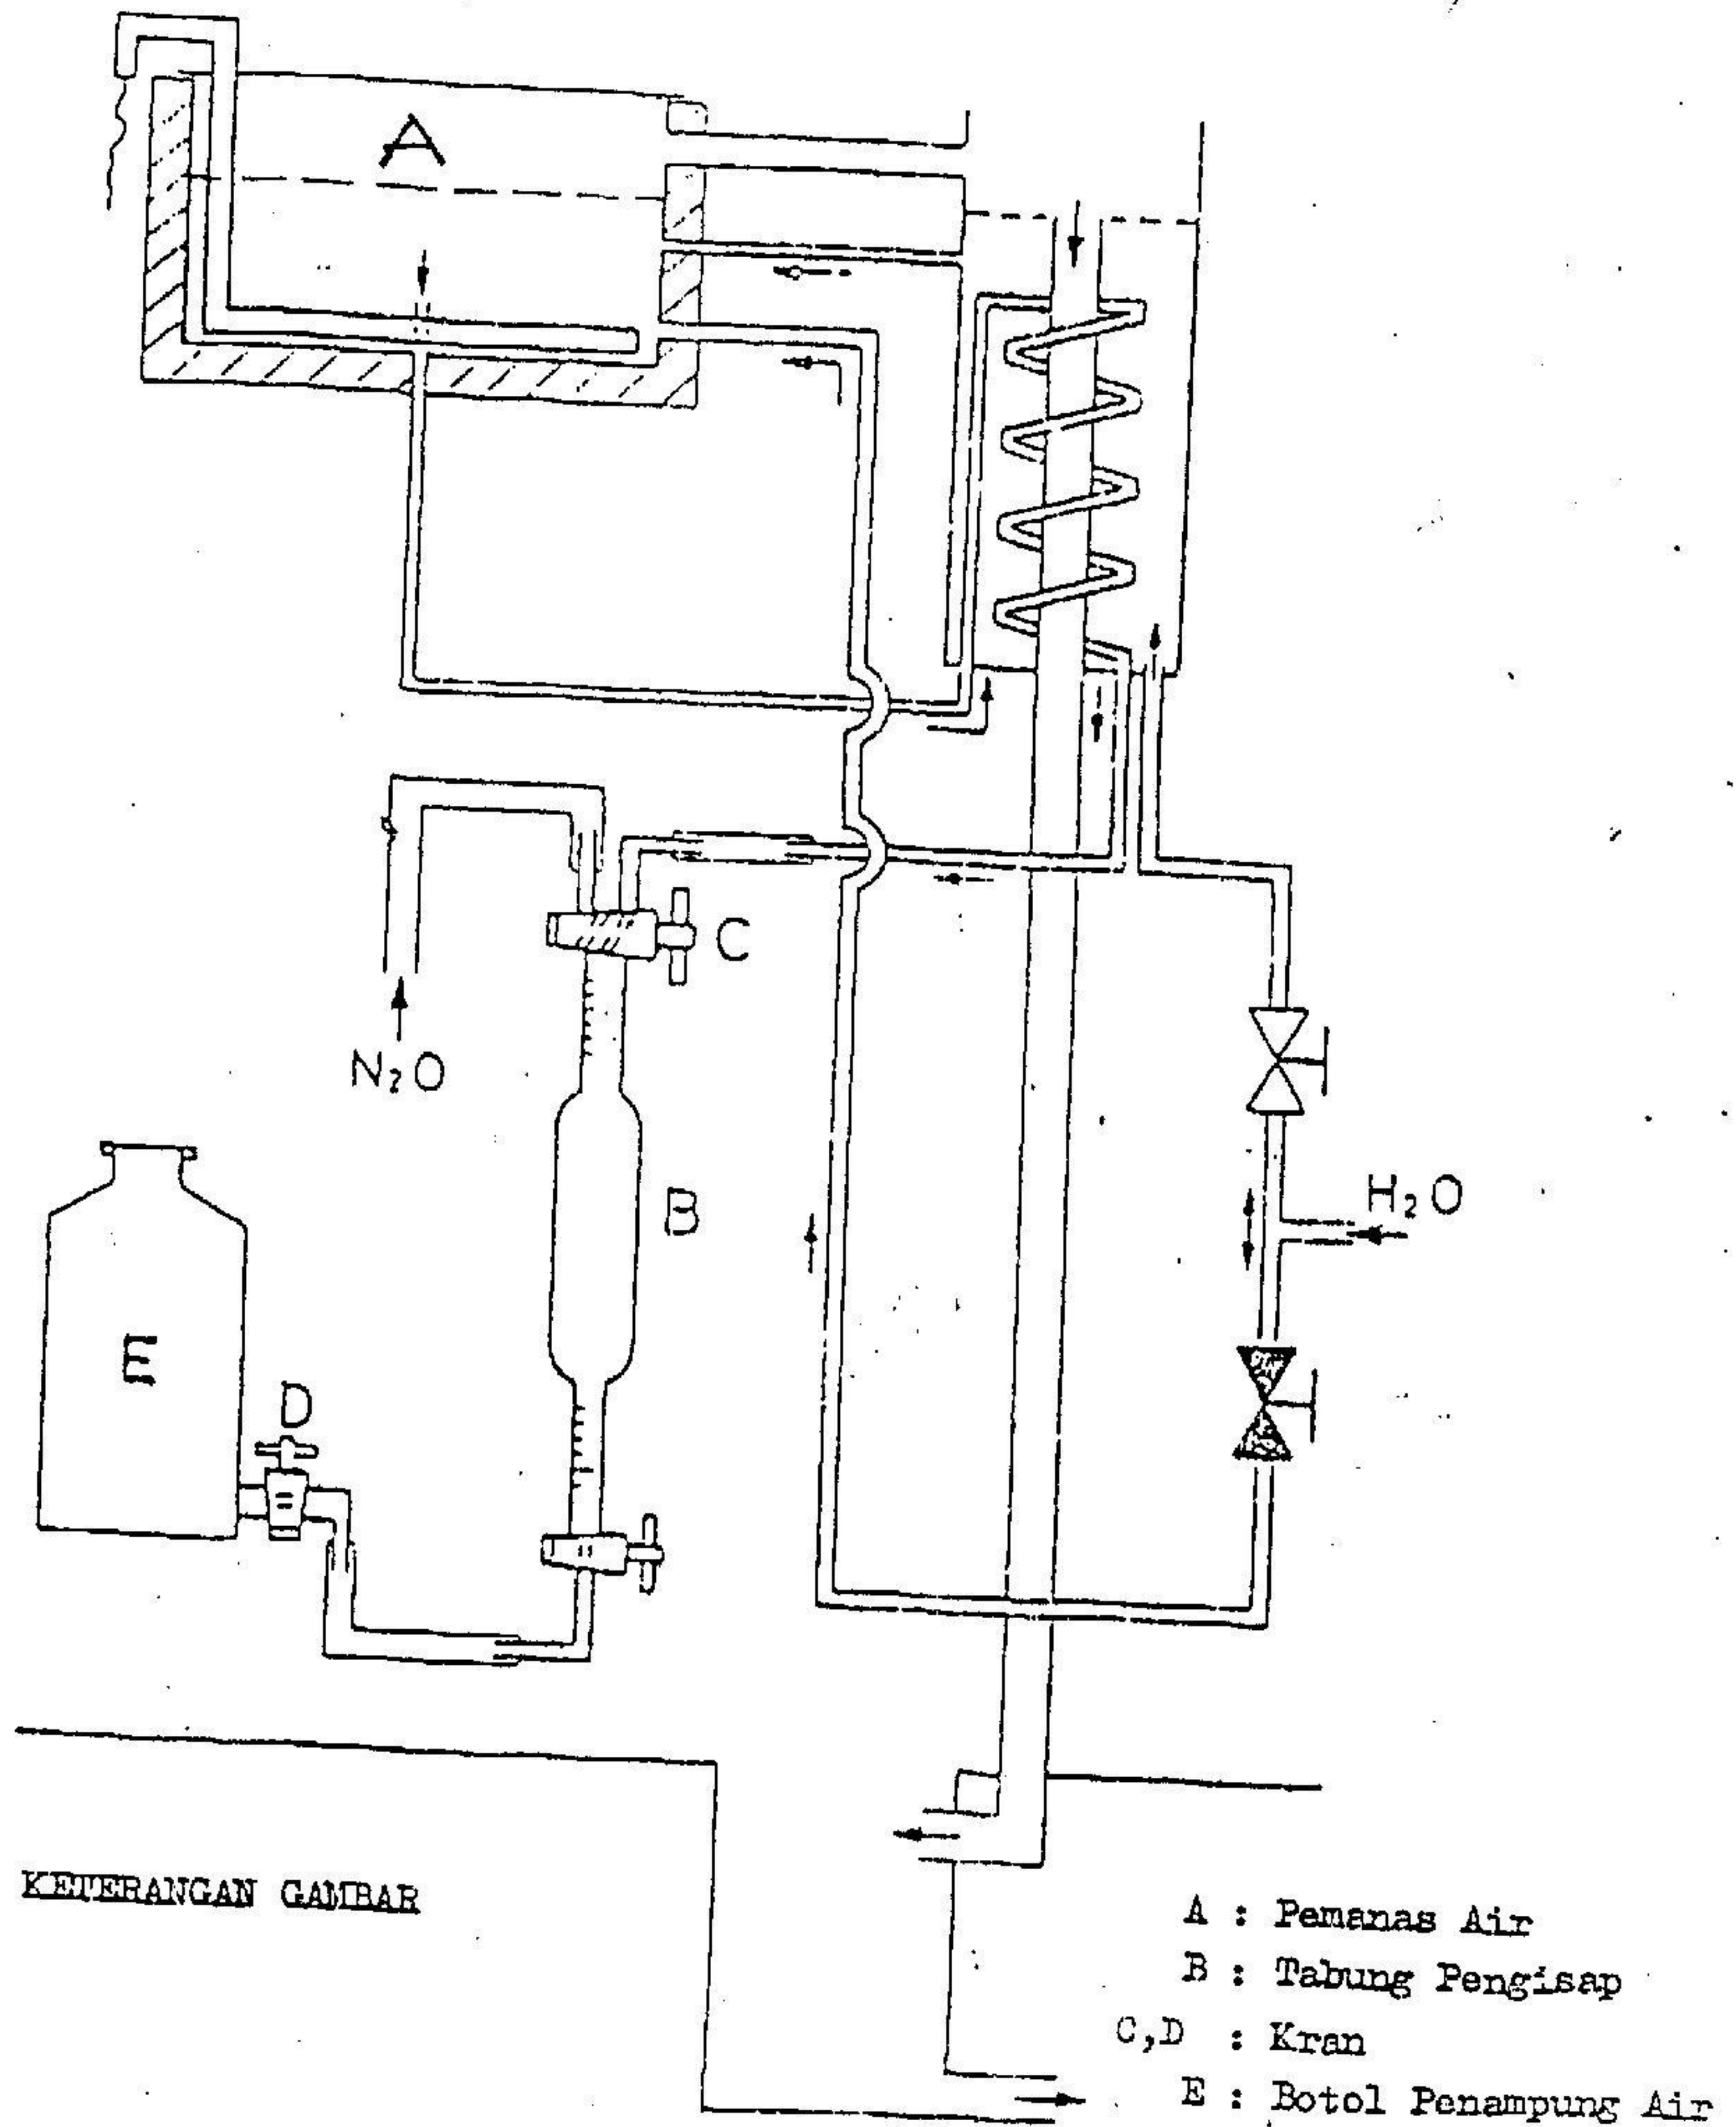 A
C
N₂O
B
H₂O
E
D
KETERANGAN GAMBAR
A : Pemanas Air
B : Tabung Pengisap
C,D : Kran
E : Botol Penampung Air